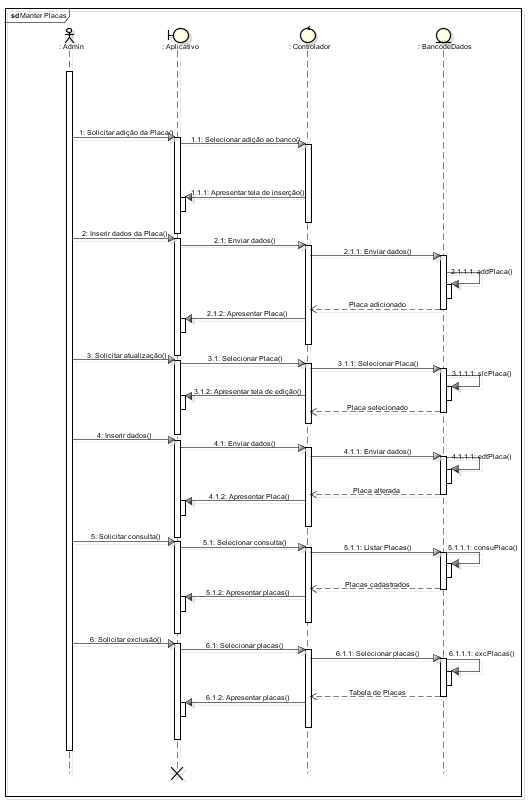 sd Manter Placas
: Admin
: Aplicativo
: Controlador
: BancodeDados
1: Solicitar adição da Placa()
1.1: Selecionar adição ao banco()
1.1.1: Apresentar tela de inserção()
2: Inserir dados da Placa()
2.1: Enviar dados()
2.1.1: Enviar dados()
2.1.1.1: addPlaca()
Placa adicionado
2.1.2: Apresentar Placa()
3: Solicitar atualização()
3.1: Selecionar Placa()
3.1.1: Selecionar Placa()
3.1.1.1: slcPlaca()
3.1.2: Apresentar tela de edição()
Placa selecionado
4: Inserir dados()
4.1: Enviar dados()
4.1.1: Enviar dados()
4.1.1.1: edtPlaca()
Placa alterada
4.1.2: Apresentar Placa()
5: Solicitar consulta()
5.1: Selecionar consulta()
5.1.1: Listar Placas()
5.1.1.1: consuPlaca()
Placas cadastrados
5.1.2: Apresentar placas()
6: Solicitar exclusão()
6.1: Selecionar placas()
6.1.1: Selecionar placas()
6.1.1.1: excPlacas()
Tabela de Placas
6.1.2: Apresentar placas()